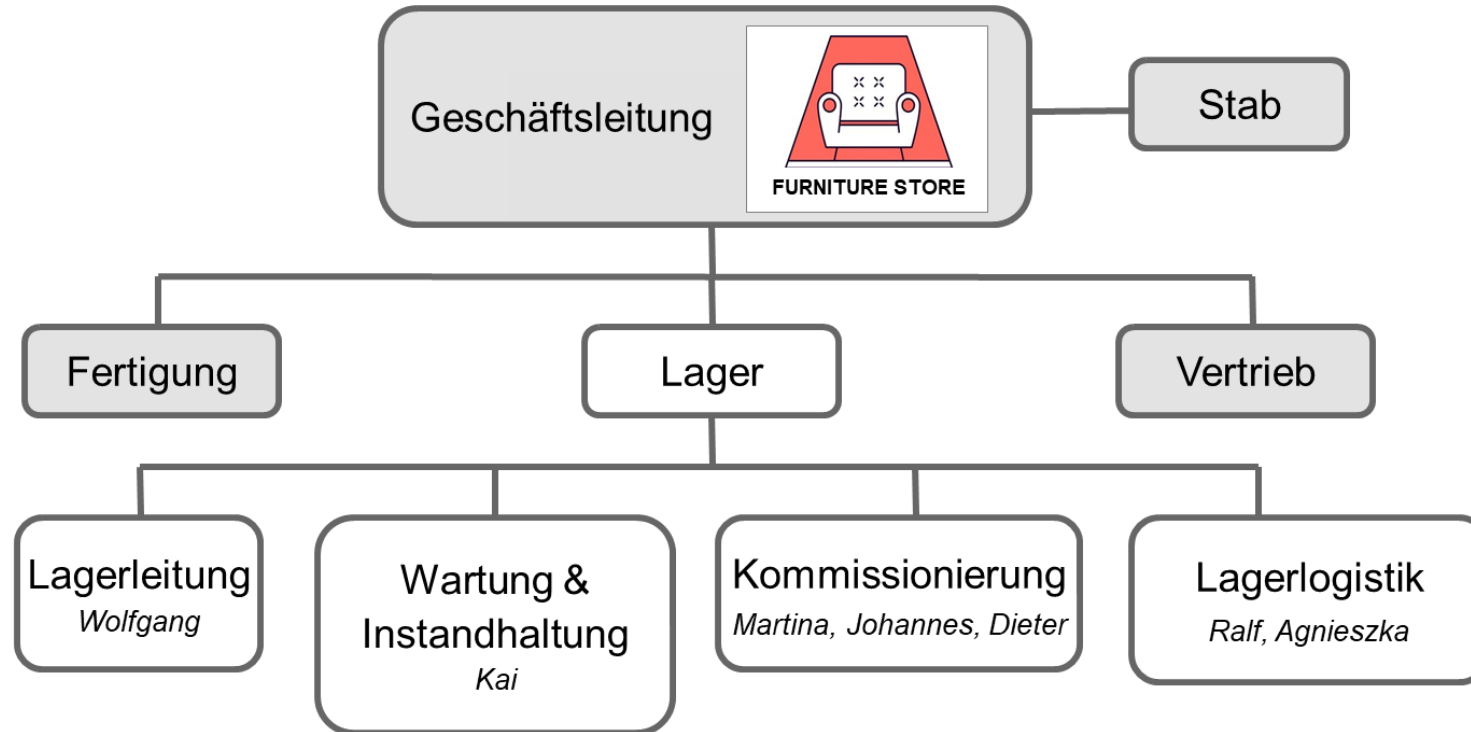 Geschäftsleitung
FURNITURE STORE
Stab
Fertigung
Lager
Vertrieb
Lagerleitung
Wolfgang
Wartung &
Instandhaltung
Kai
Kommissionierung
Martina, Johannes, Dieter
Lagerlogistik
Ralf, Agnieszka